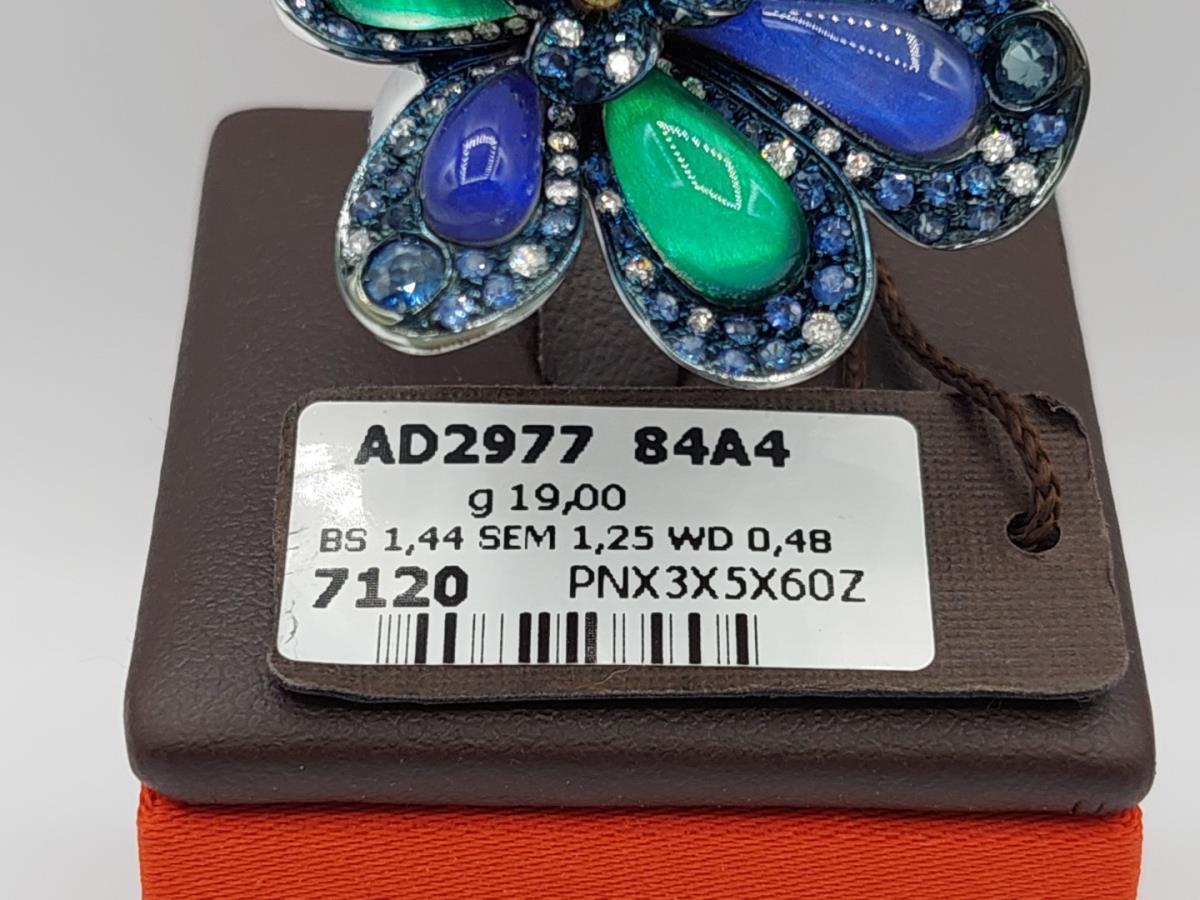 AD2977 84A4
g 19,00
BS 1,44 SEM 1,25 WD 0,48
7120 PNX3X5X60Z